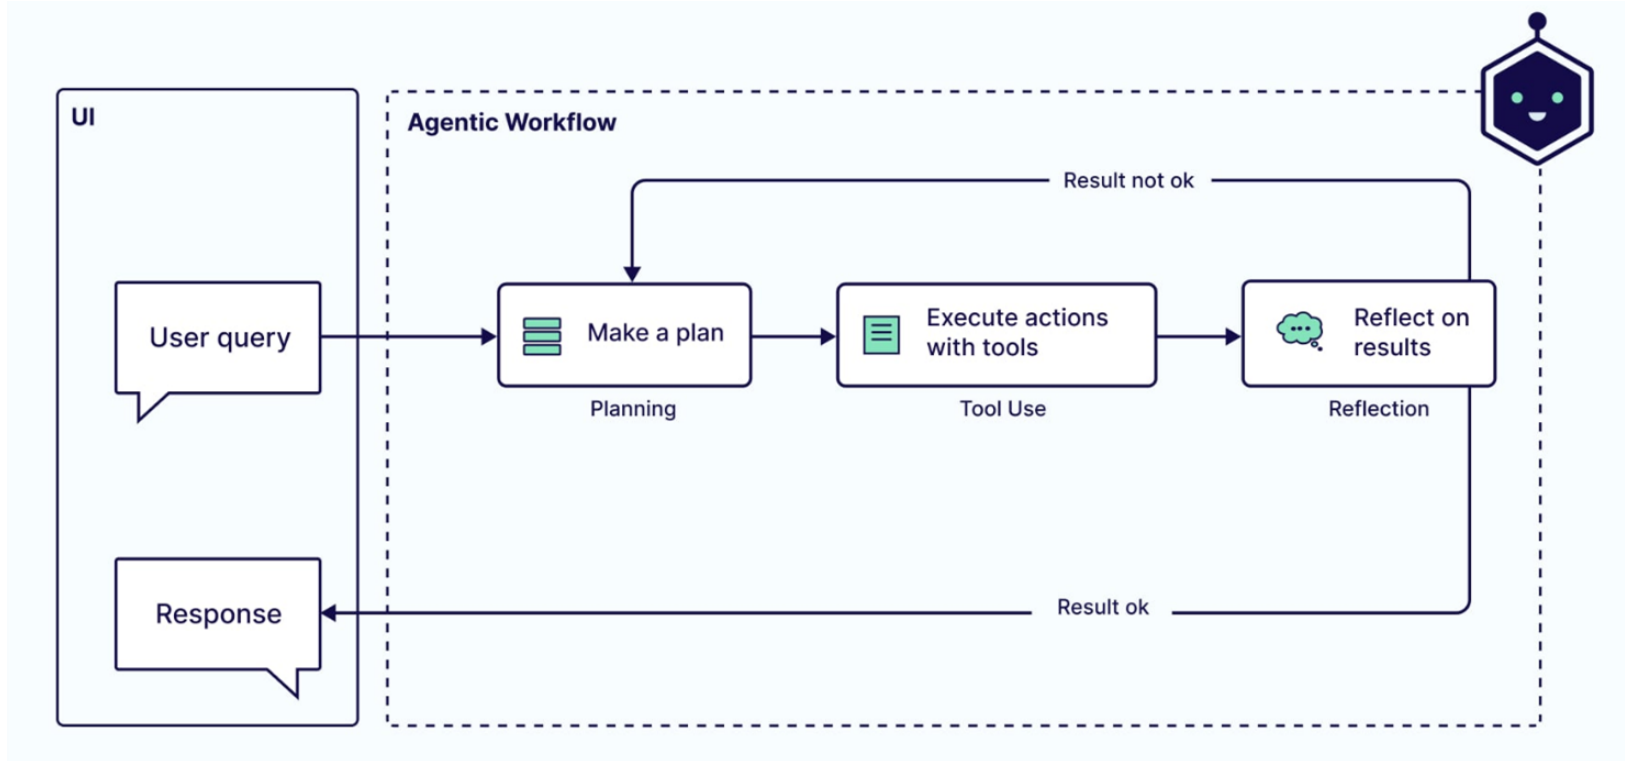 UI
Agentic Workflow
Result not ok
User query
Make a plan
Execute actions
with tools
Reflect on
results
Planning
Tool Use
Reflection
Response
Result ok